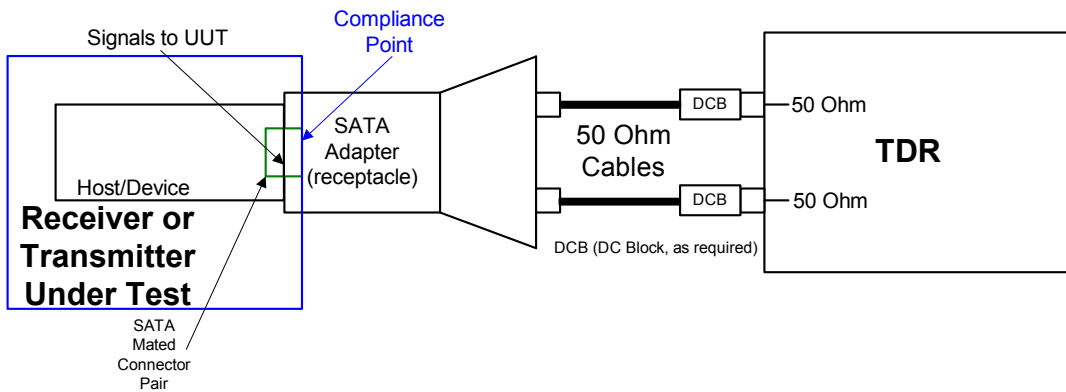 Signals to UUT
Compliance
Point
SATA
Adapter
(receptacle)
Host/Device
Receiver or
Transmitter
Under Test
SATA
Mated
Connector
Pair
50 Ohm
Cables
DCB
DCB
DCB (DC Block, as required)
50 Ohm
50 Ohm
TDR